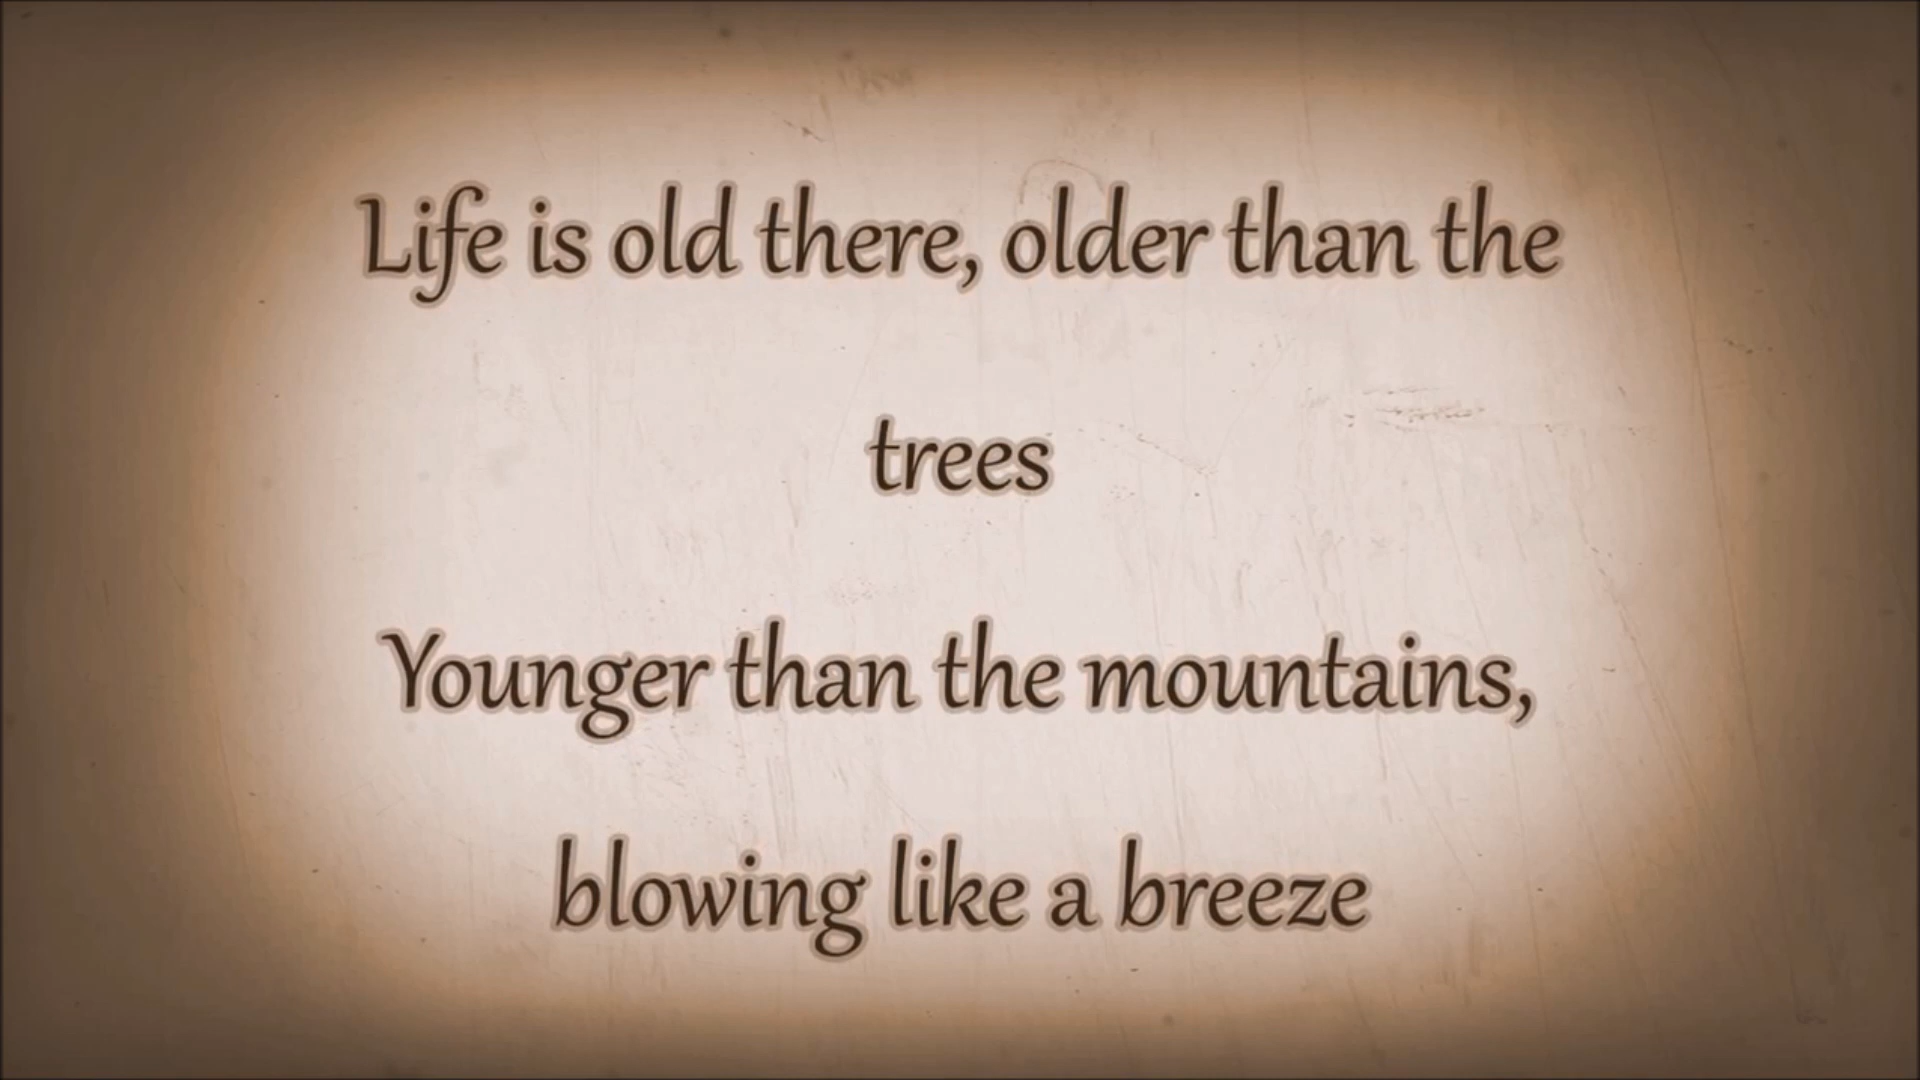 Life is old there, older than the
trees
Younger than the mountains,
blowing like a breeze